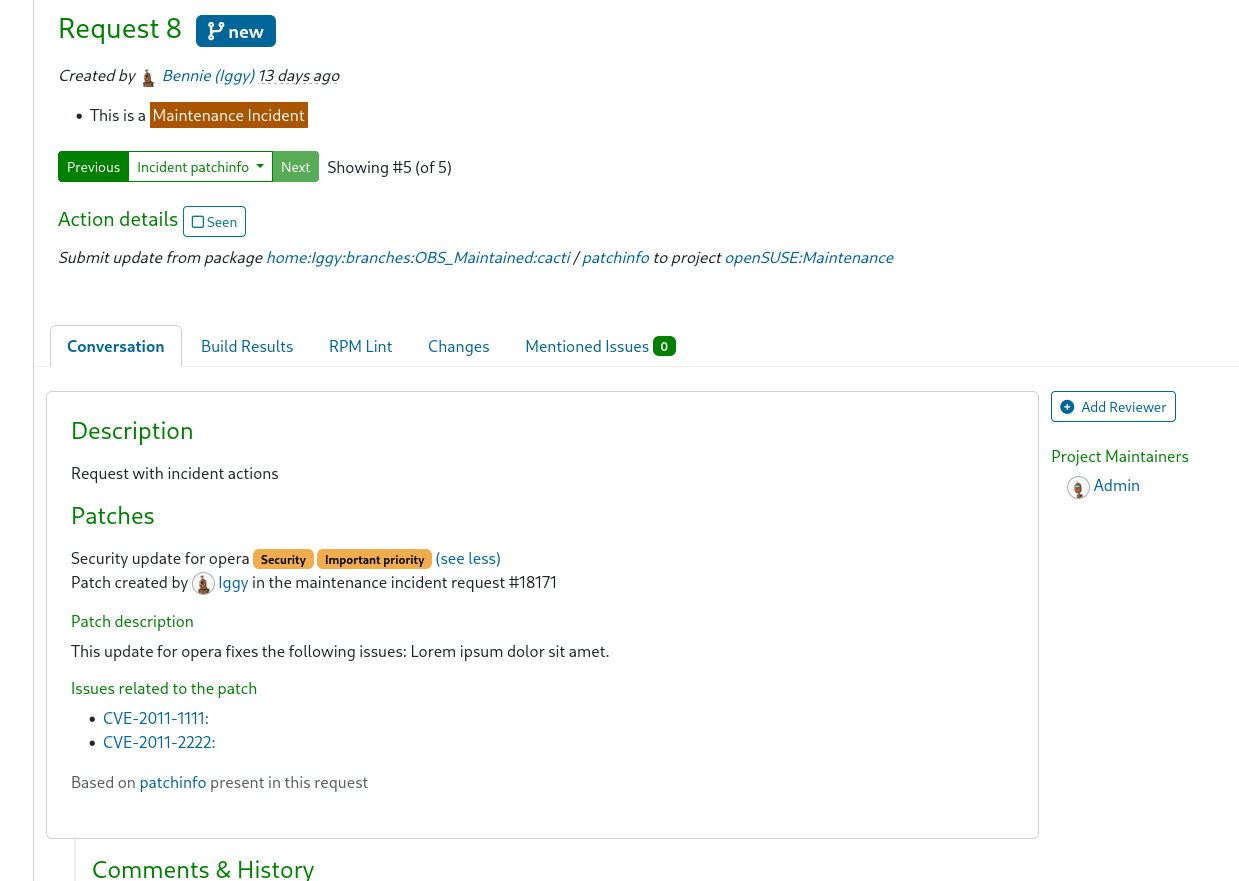 Request 8 new
Created by Bennie (Iggy) 13 days ago
• This is a Maintenance Incident
Previous Incident patchinfo Next Showing #5 (of 5)
Action details Seen
Submit update from package home:Iggy:branches:OBS_Maintained:cacti / patchinfo to project openSUSE:Maintenance
Conversation Build Results RPM Lint Changes Mentioned Issues 0
Description
Request with incident actions
Patches
Security update for opera Security Important priority (see less)
Patch created by Iggy in the maintenance incident request #18171
Patch description
This update for opera fixes the following issues: Lorem ipsum dolor sit amet.
Issues related to the patch
• CVE-2011-1111:
• CVE-2011-2222:
Based on patchinfo present in this request
Add Reviewer
Project Maintainers
Admin
Comments & History